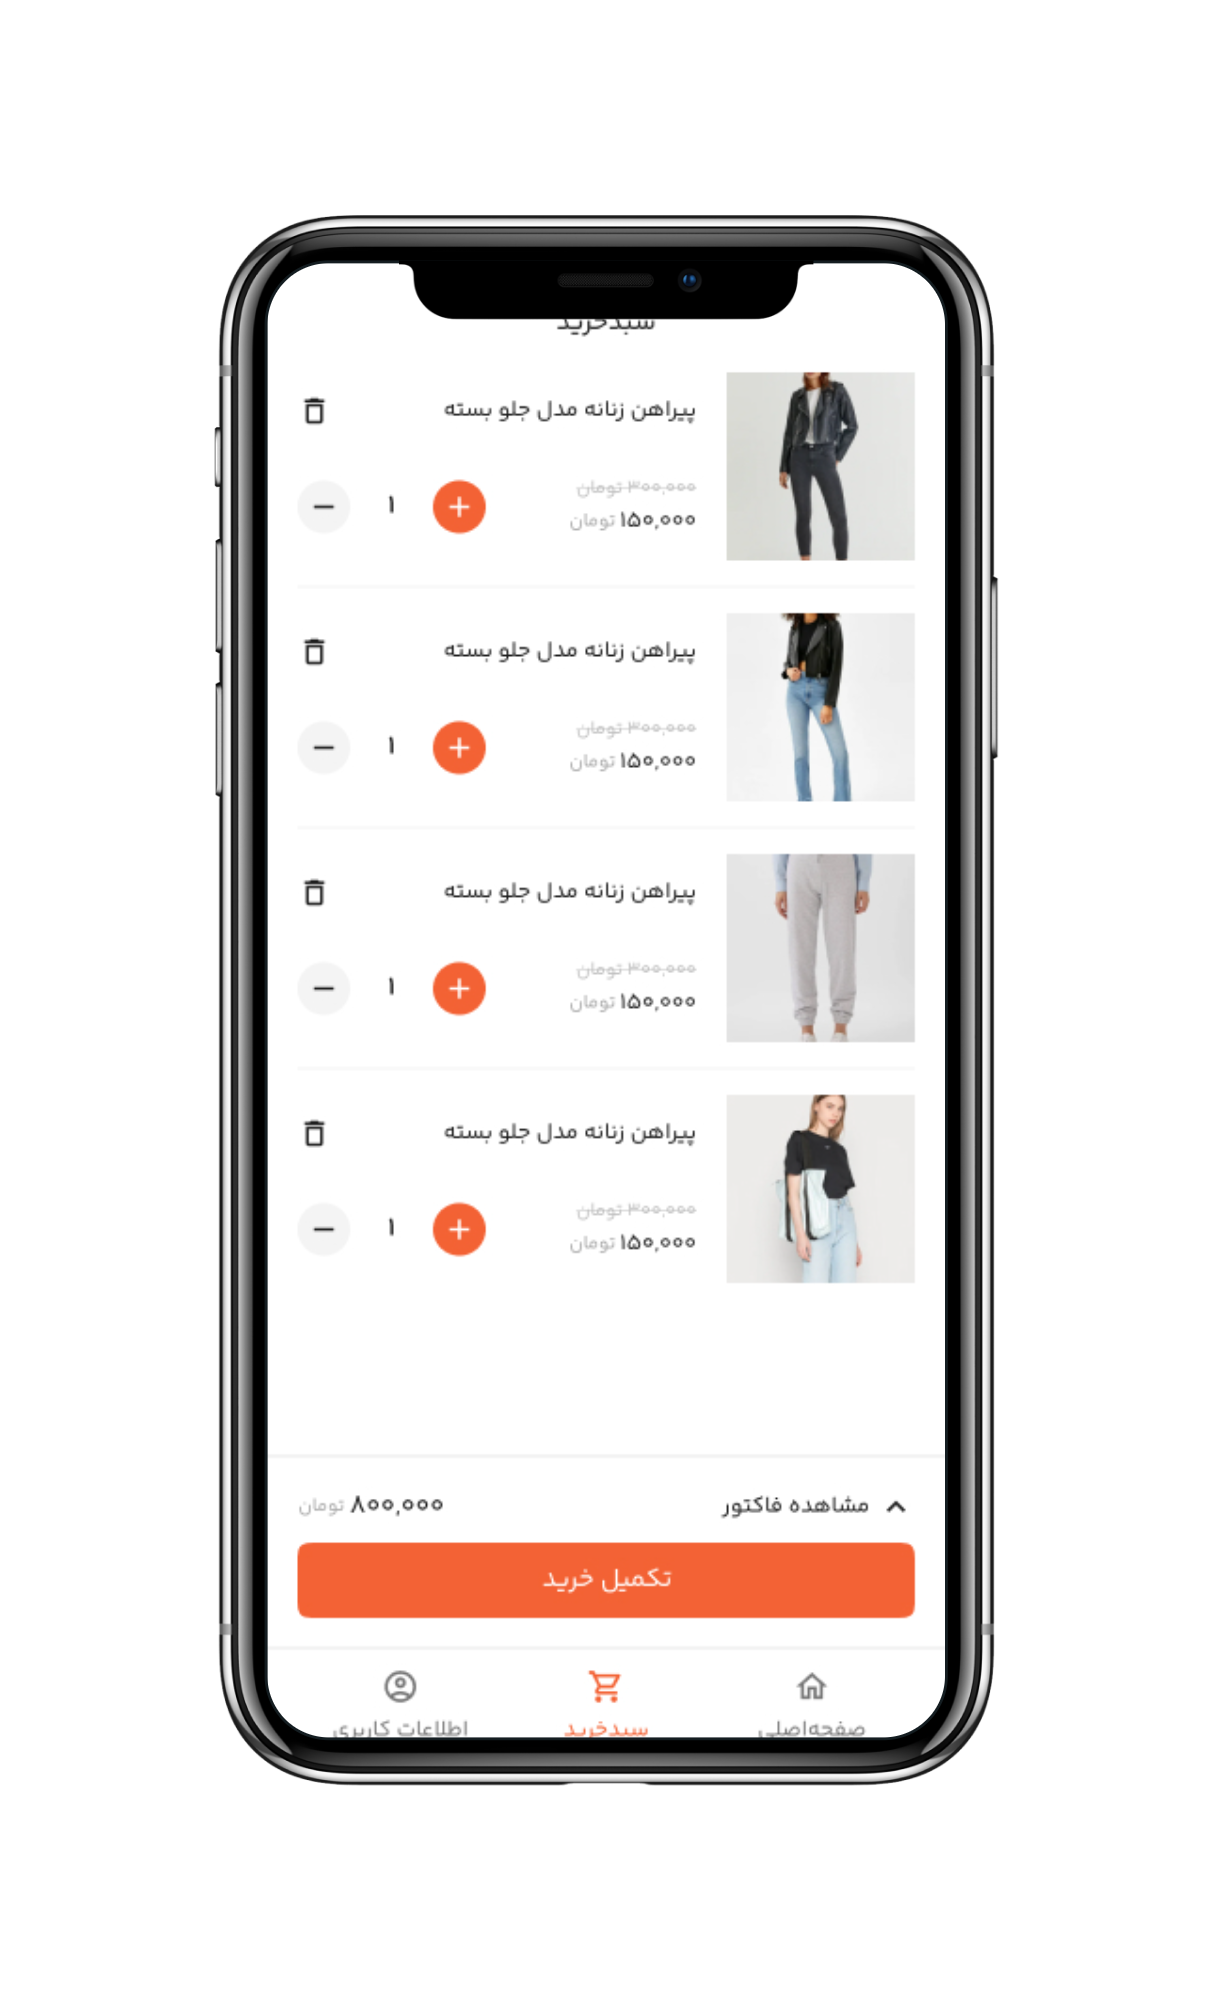 سبدخرید
پیراهن زنانه مدل جلو بسته
۳۰۰,۰۰۰ تومان
۱۵۰,۰۰۰ تومان
۱
پیراهن زنانه مدل جلو بسته
۳۰۰,۰۰۰ تومان
۱۵۰,۰۰۰ تومان
۱
پیراهن زنانه مدل جلو بسته
۳۰۰,۰۰۰ تومان
۱۵۰,۰۰۰ تومان
۱
پیراهن زنانه مدل جلو بسته
۳۰۰,۰۰۰ تومان
۱۵۰,۰۰۰ تومان
۱
مشاهده فاکتور
۸۰۰,۰۰۰ تومان
تکمیل خرید
صفحه‌اصلی
سبدخرید
اطلاعات کاربری